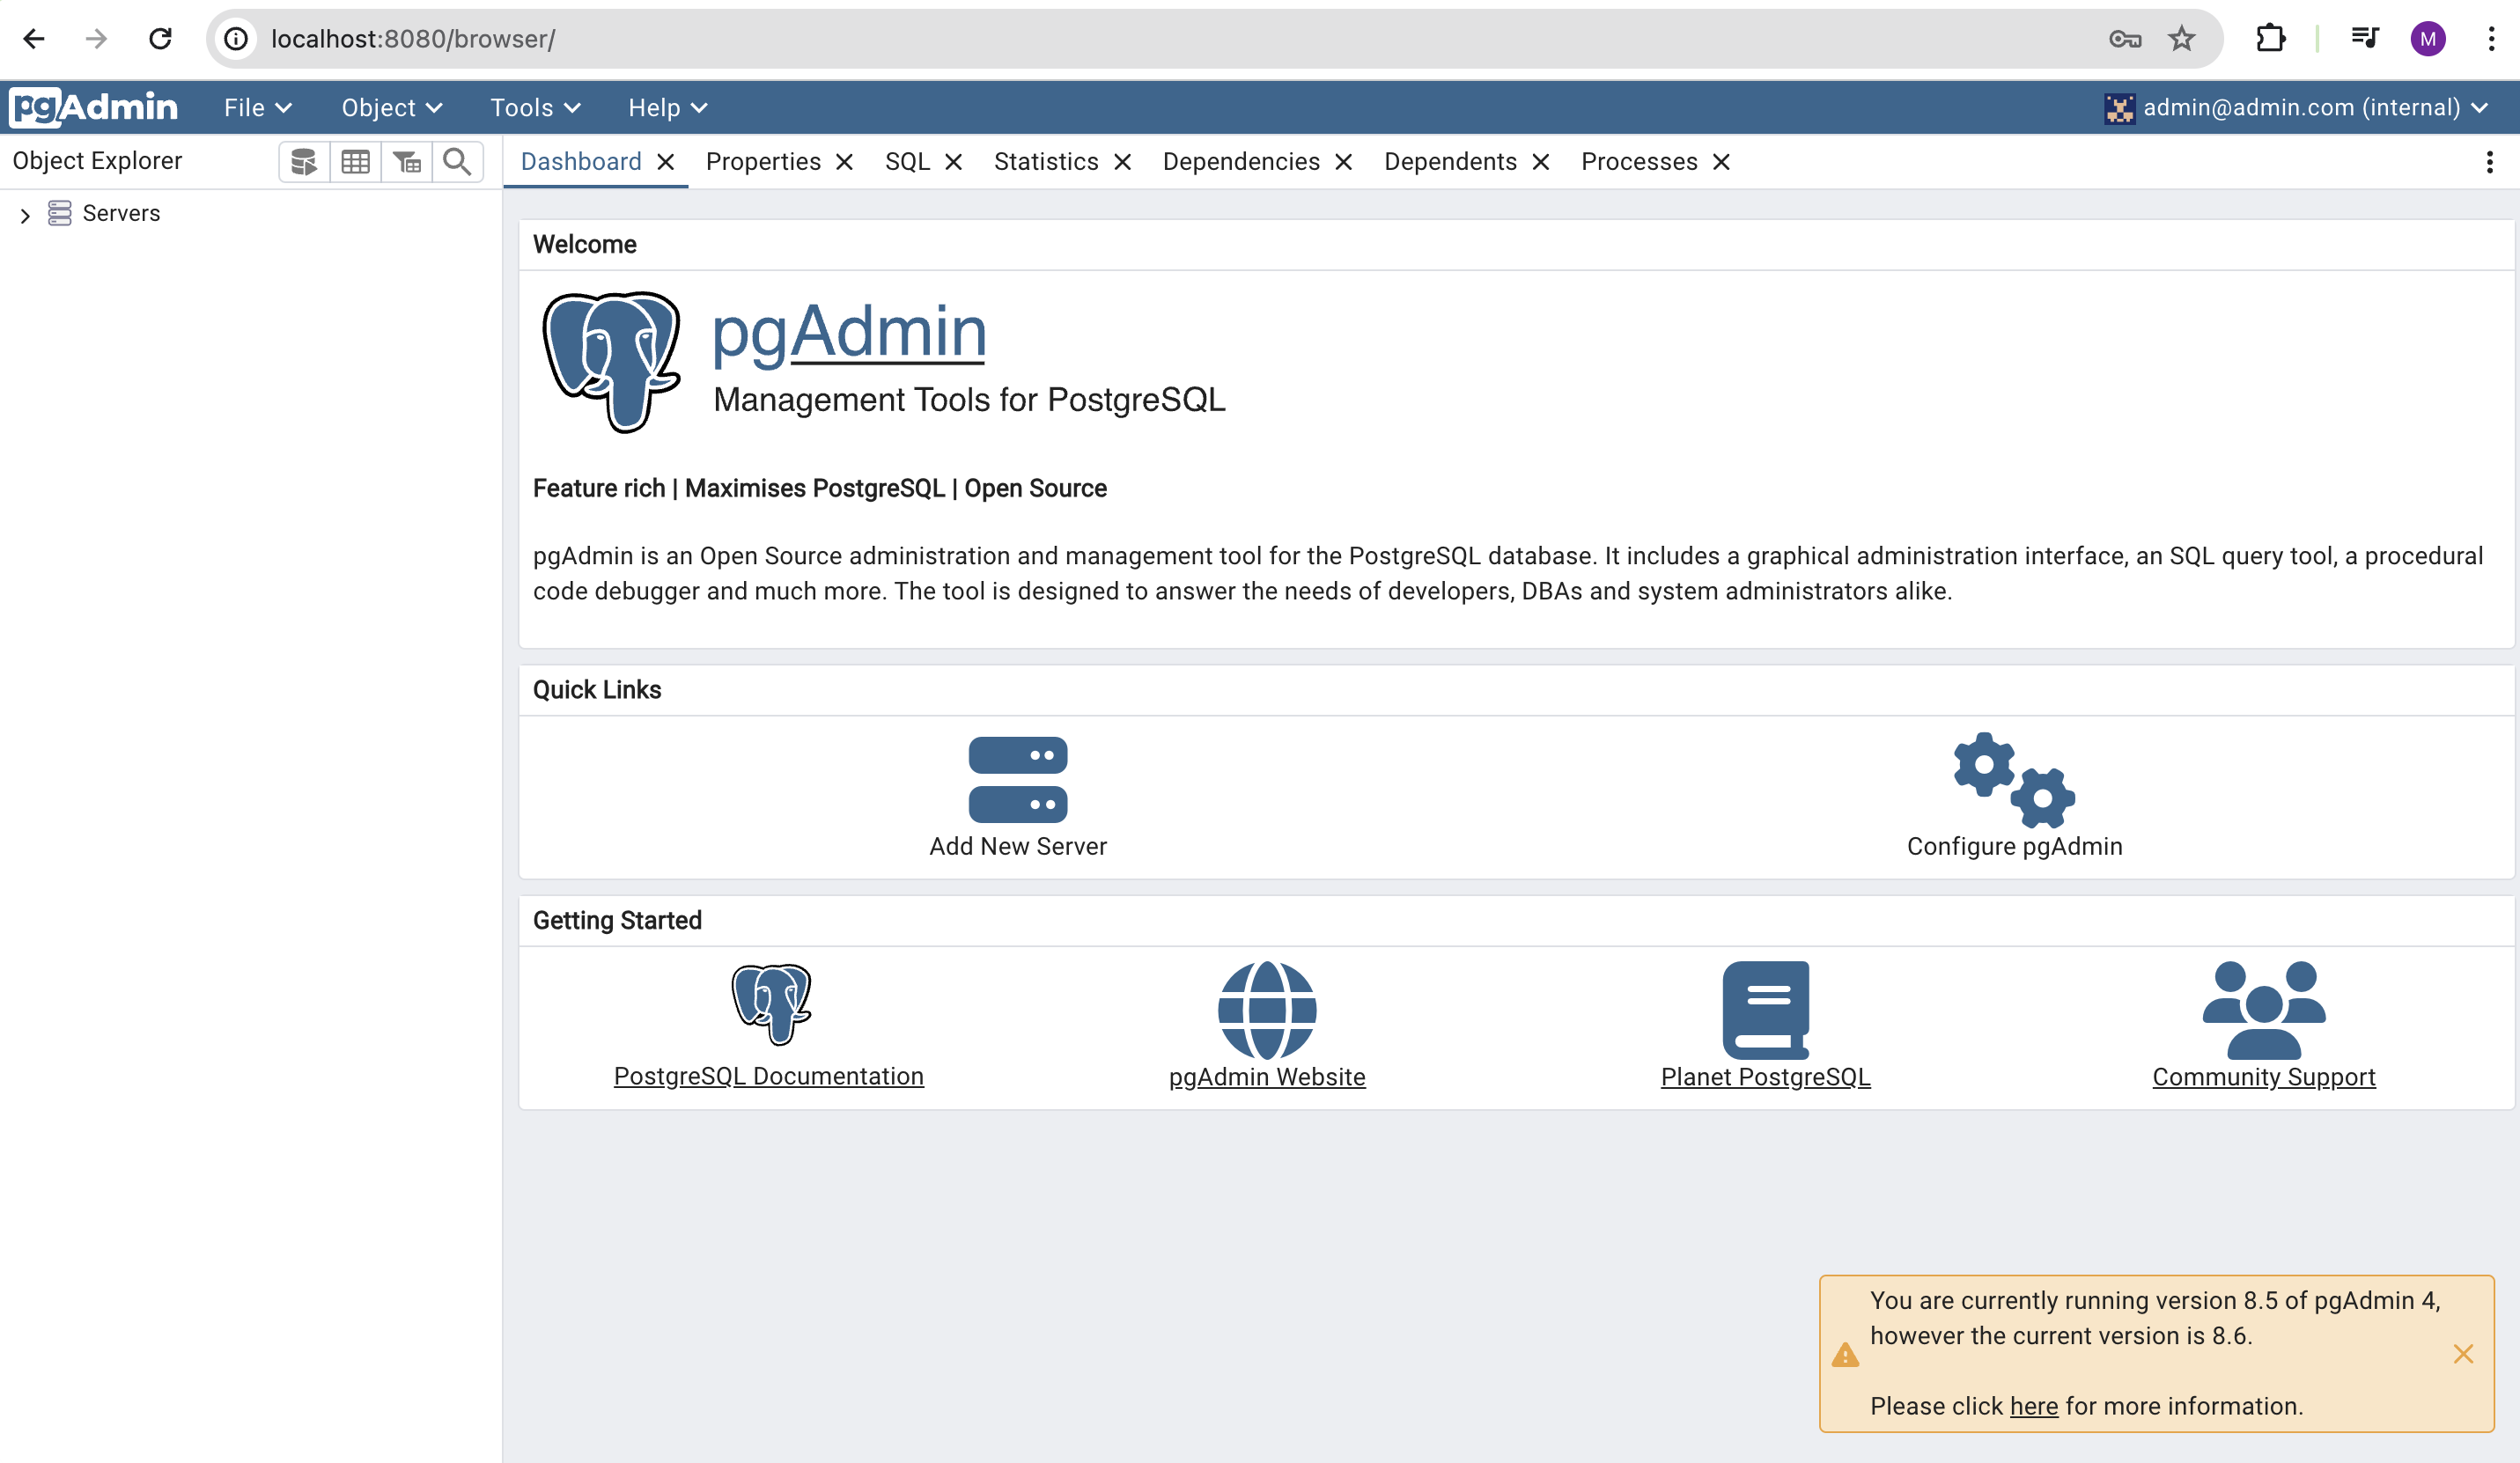 localhost:8080/browser/
M
pgAdmin
File
Object
Tools
Help
admin@admin.com (internal)
Object Explorer
Dashboard
Properties
SQL
Statistics
Dependencies
Dependents
Processes
Servers
Welcome
pgAdmin
Management Tools for PostgreSQL
Feature rich | Maximises PostgreSQL | Open Source
pgAdmin is an Open Source administration and management tool for the PostgreSQL database. It includes a graphical administration interface, an SQL query tool, a procedural
code debugger and much more. The tool is designed to answer the needs of developers, DBAs and system administrators alike.
Quick Links
Add New Server
Configure pgAdmin
Getting Started
PostgreSQL Documentation
pgAdmin Website
Planet PostgreSQL
Community Support
You are currently running version 8.5 of pgAdmin 4,
however the current version is 8.6.
Please click here for more information.